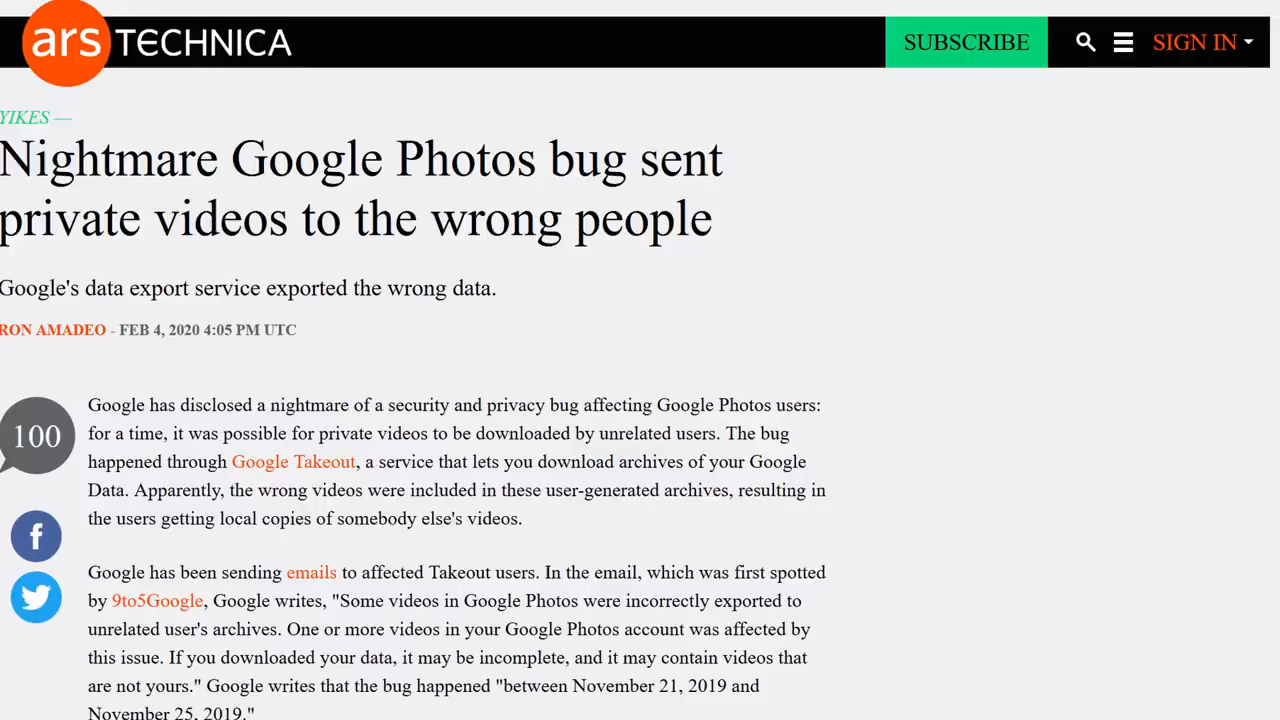 ars TECHNICA
SUBSCRIBE
SIGN IN
YIKES —
Nightmare Google Photos bug sent
private videos to the wrong people
Google's data export service exported the wrong data.
RON AMADEO - FEB 4, 2020 4:05 PM UTC
100
Google has disclosed a nightmare of a security and privacy bug affecting Google Photos users:
for a time, it was possible for private videos to be downloaded by unrelated users. The bug
happened through Google Takeout, a service that lets you download archives of your Google
Data. Apparently, the wrong videos were included in these user-generated archives, resulting in
the users getting local copies of somebody else's videos.
Google has been sending emails to affected Takeout users. In the email, which was first spotted
by 9to5Google, Google writes, "Some videos in Google Photos were incorrectly exported to
unrelated user's archives. One or more videos in your Google Photos account was affected by
this issue. If you downloaded your data, it may be incomplete, and it may contain videos that
are not yours." Google writes that the bug happened "between November 21, 2019 and
November 25, 2019."